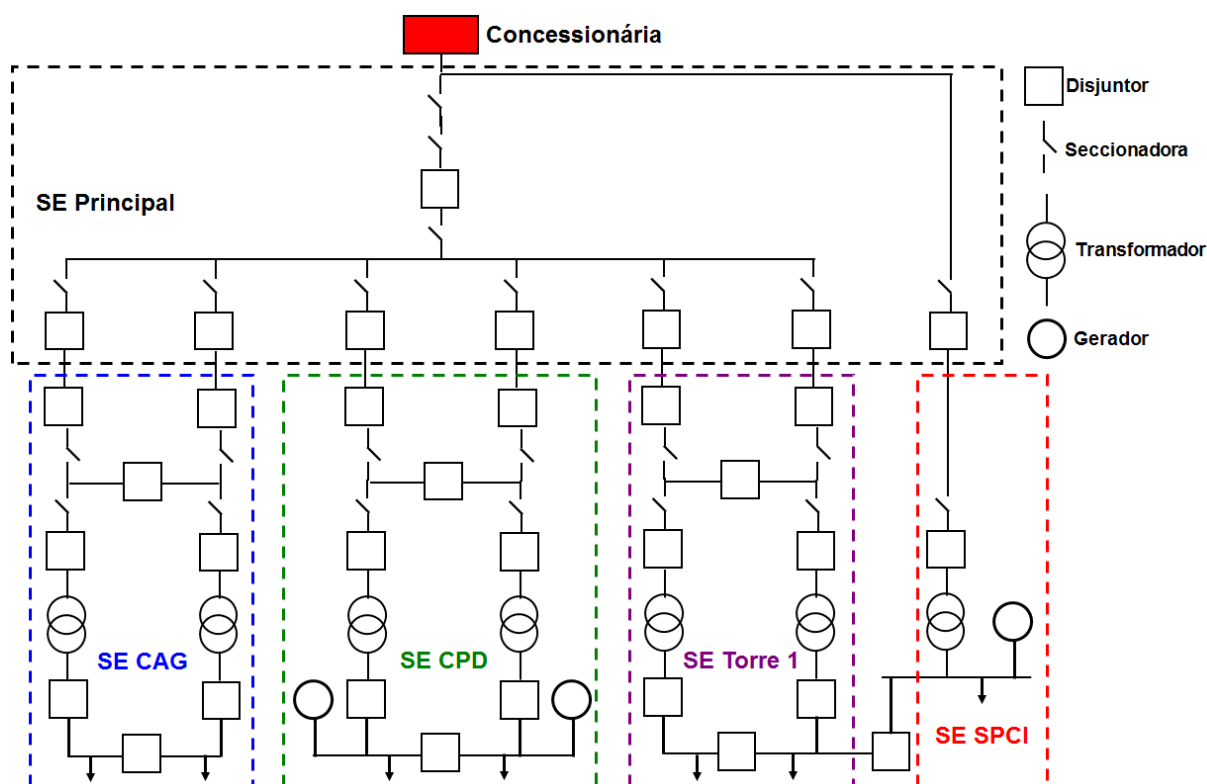 Concessionária
Disjuntor
Seccionadora
SE Principal
Transformador
Gerador
SE CAG
SE CPD
SE Torre 1
SE SPCI